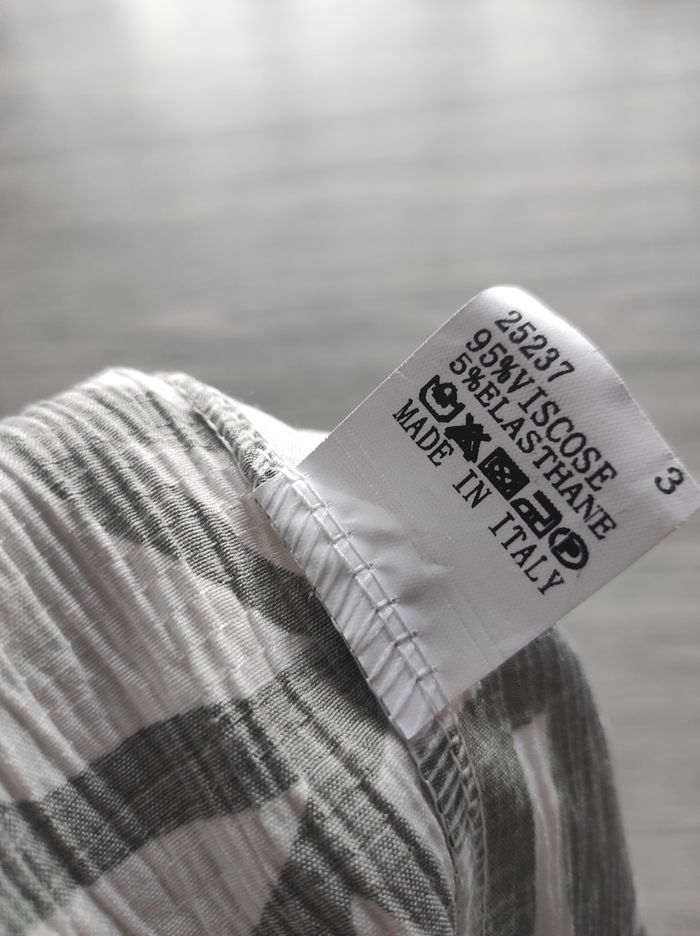 25237
95%VISCOSE
5%ELASTHANE
P
MADE IN ITALY
3